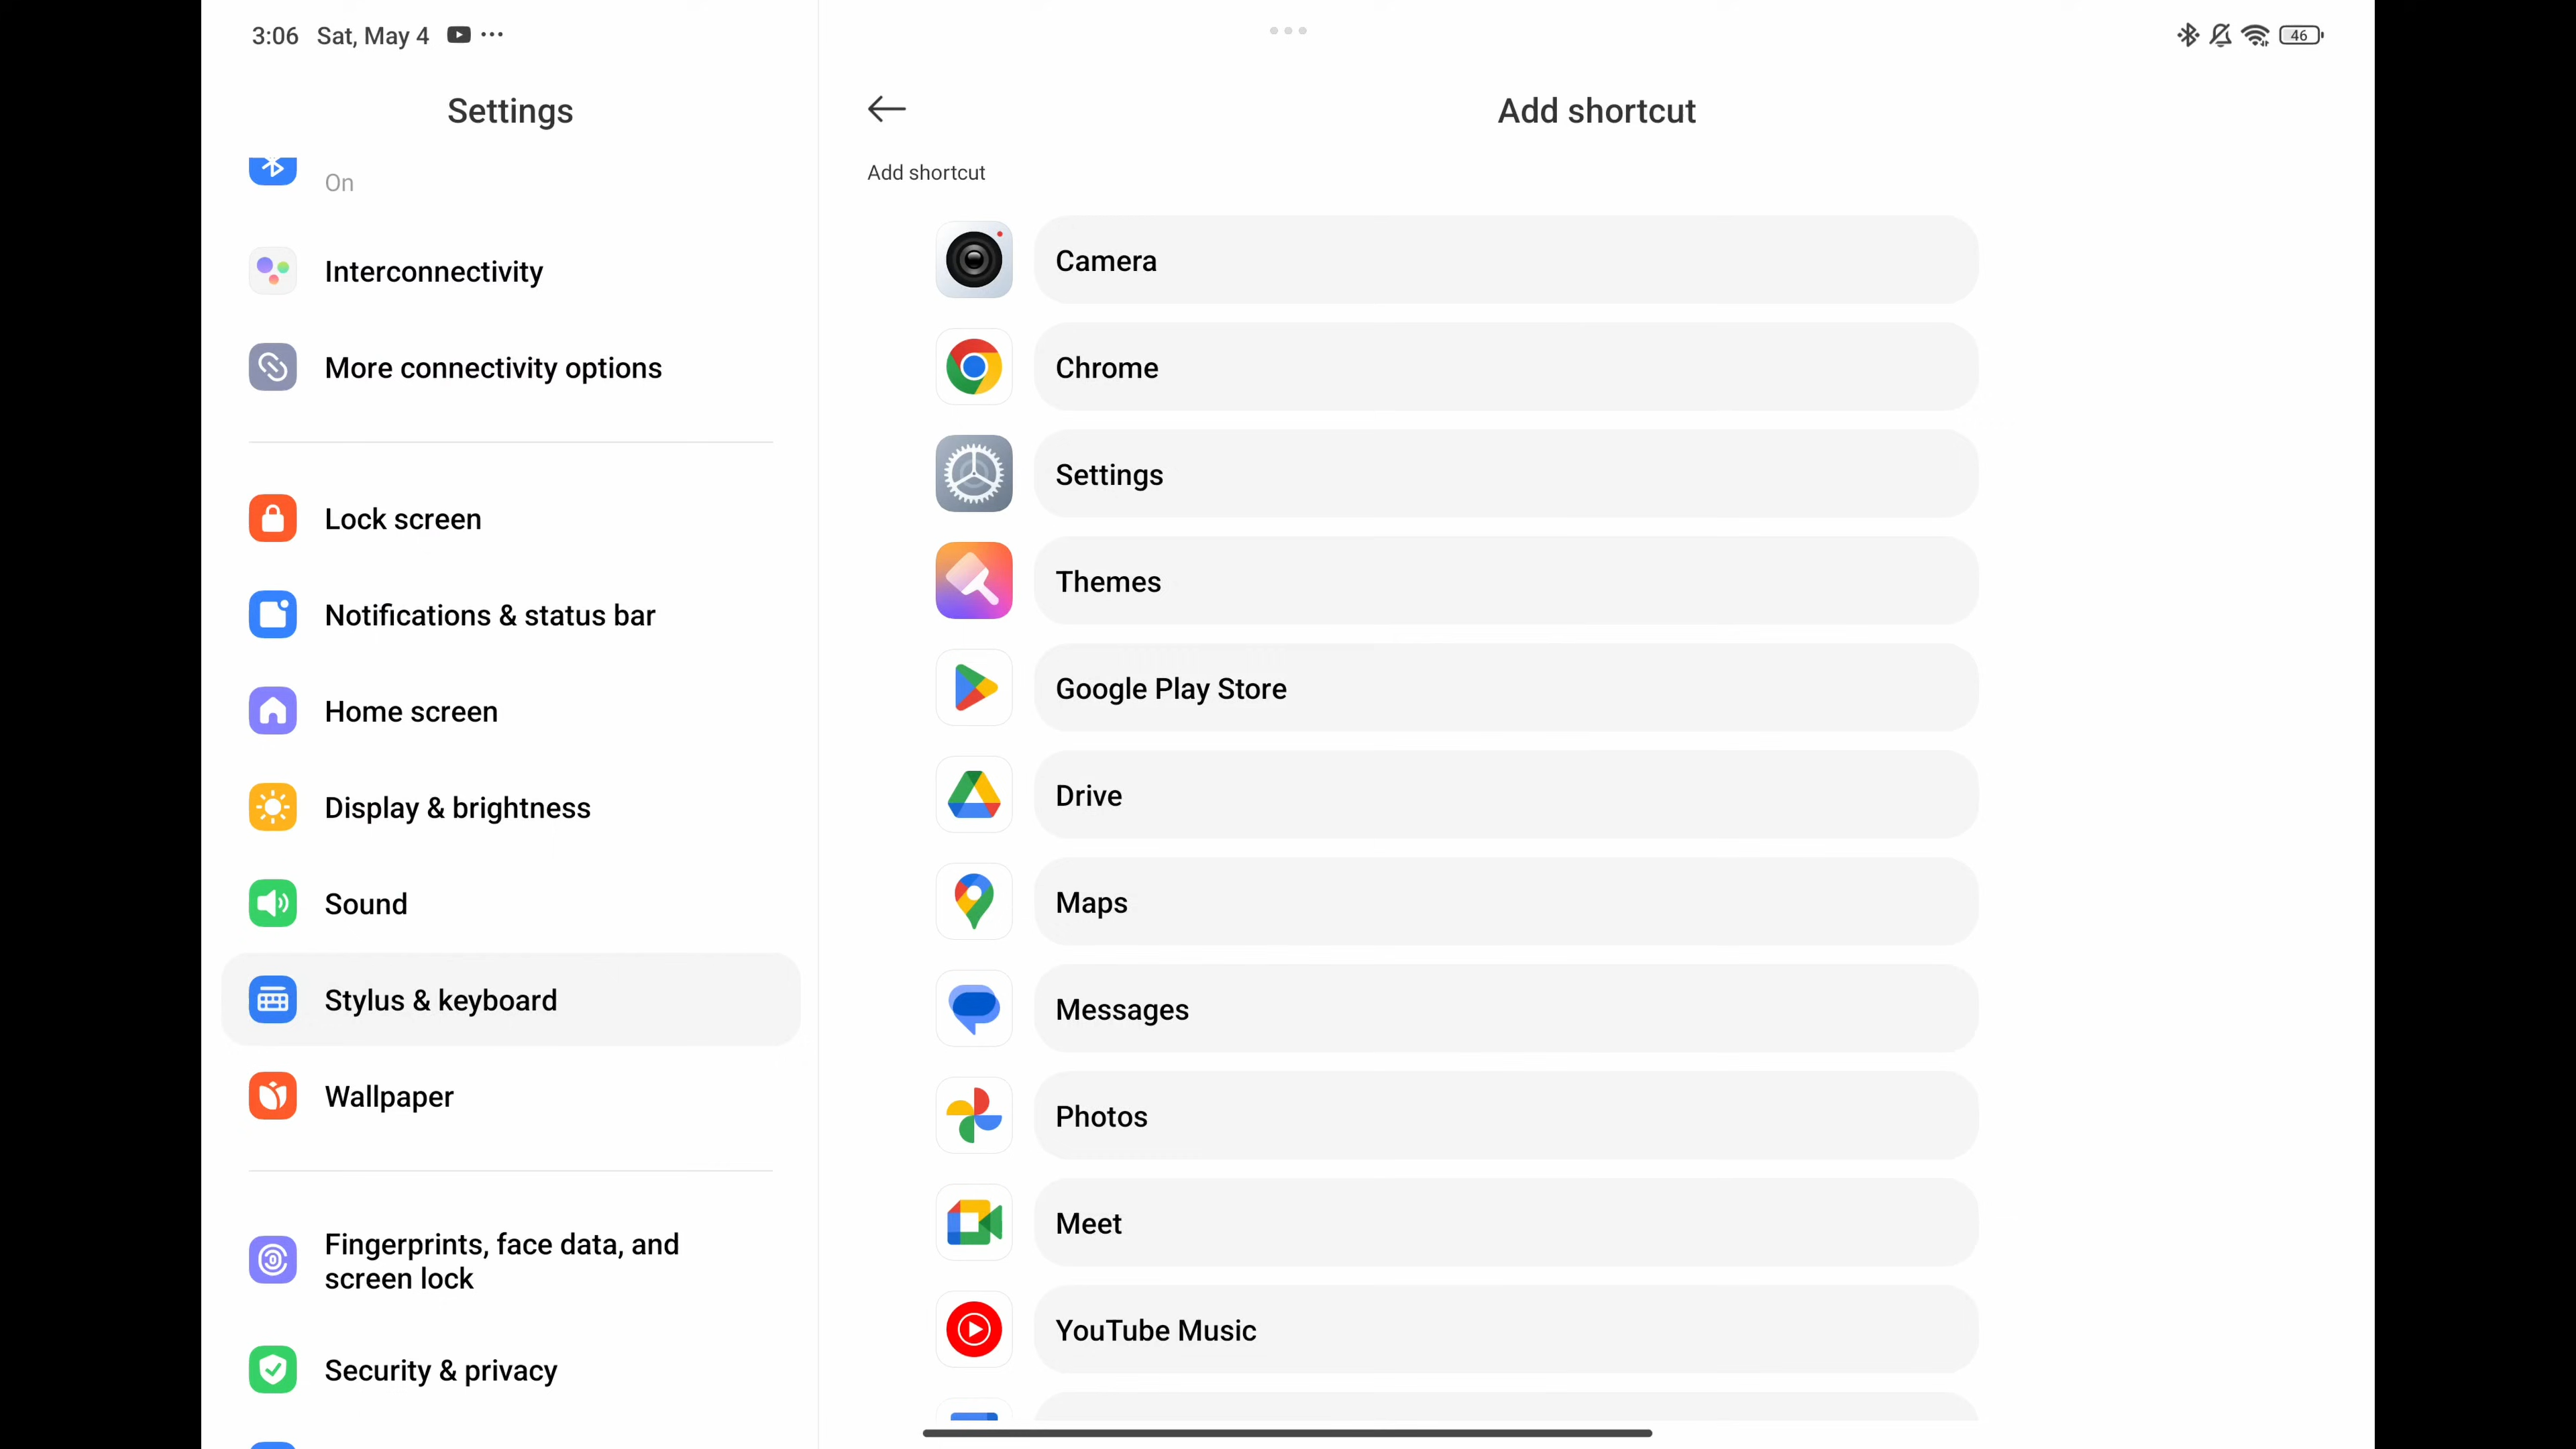 3:06 Sat, May 4
46
Settings
On
Interconnectivity
More connectivity options
Lock screen
Notifications & status bar
Home screen
Display & brightness
Sound
Stylus & keyboard
Wallpaper
Fingerprints, face data, and
screen lock
Security & privacy
Add shortcut
Add shortcut
Camera
Chrome
Settings
Themes
Google Play Store
Drive
Maps
Messages
Photos
Meet
YouTube Music